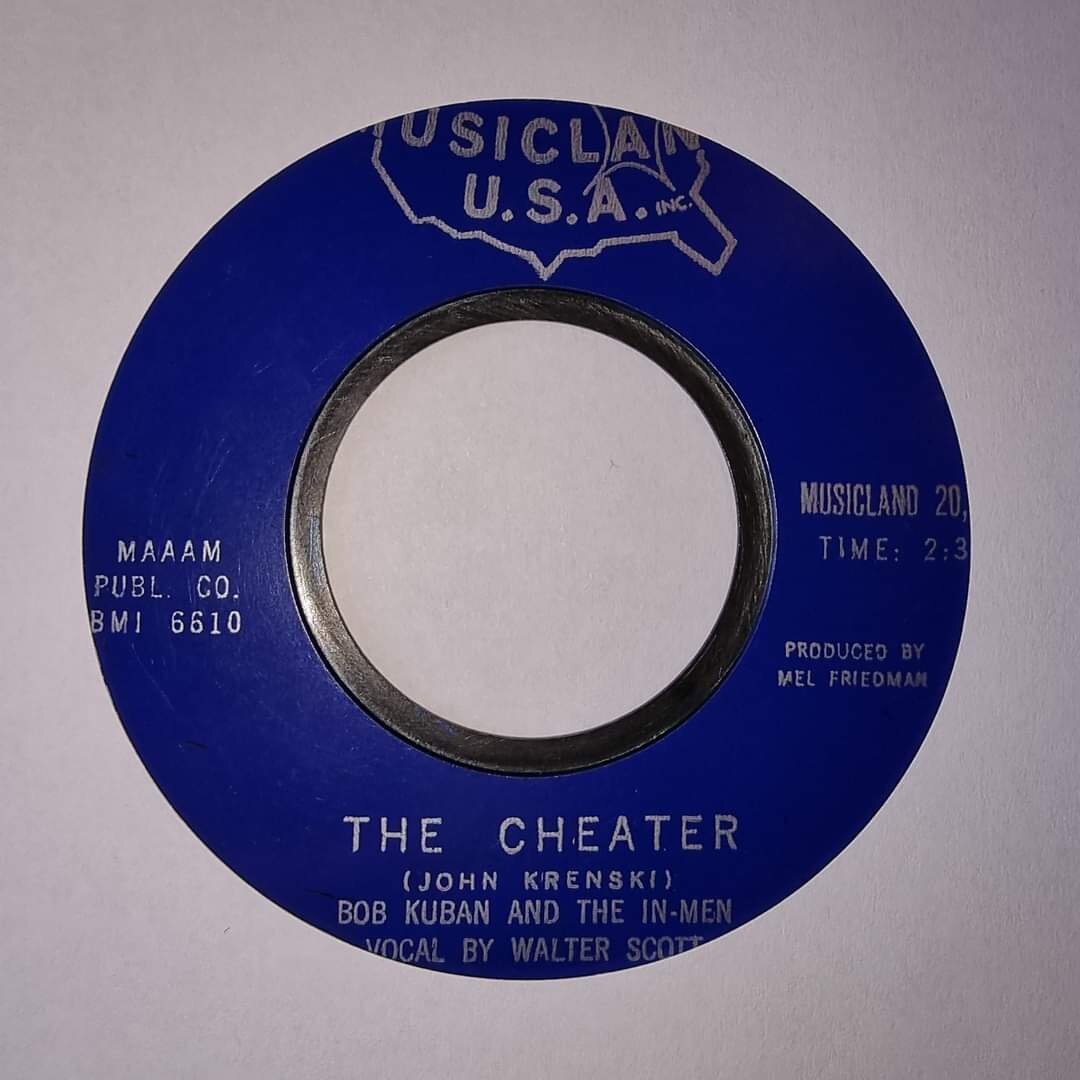 MUSICLAN
U.S.A. INC.
MUSICLAND 20,
TIME: 2:3
MAAAM
PUBL. CO.
BMI 6610
PRODUCED BY
MEL FRIEDMAN
THE CHEATER
(JOHN KRENSKI)
BOB KUBAN AND THE IN-MEN
VOCAL BY WALTER SCOTT